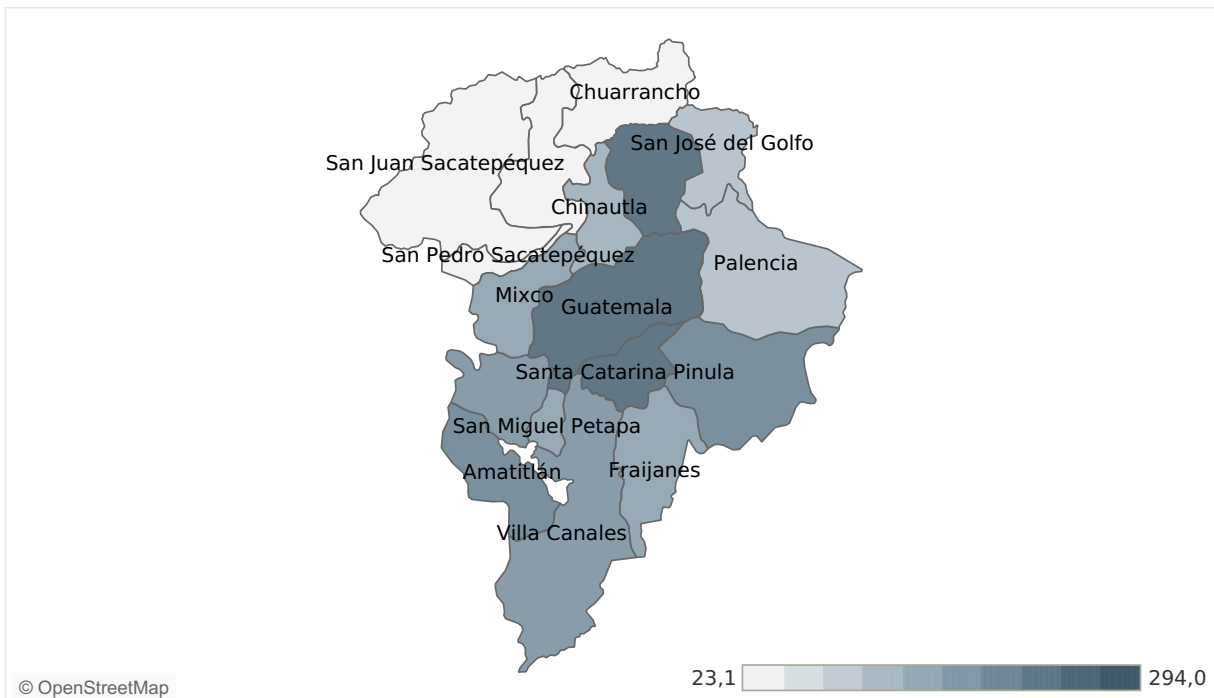 Chuarrancho
San José del Golfo
San Juan Sacatepéquez
Chinautla
San Pedro Sacatepéquez
Palencia
Mixco
Guatemala
Santa Catarina Pinula
San Miguel Petapa
Amatitlán
Fraijanes
Villa Canales
23,1
294,0
© OpenStreetMap